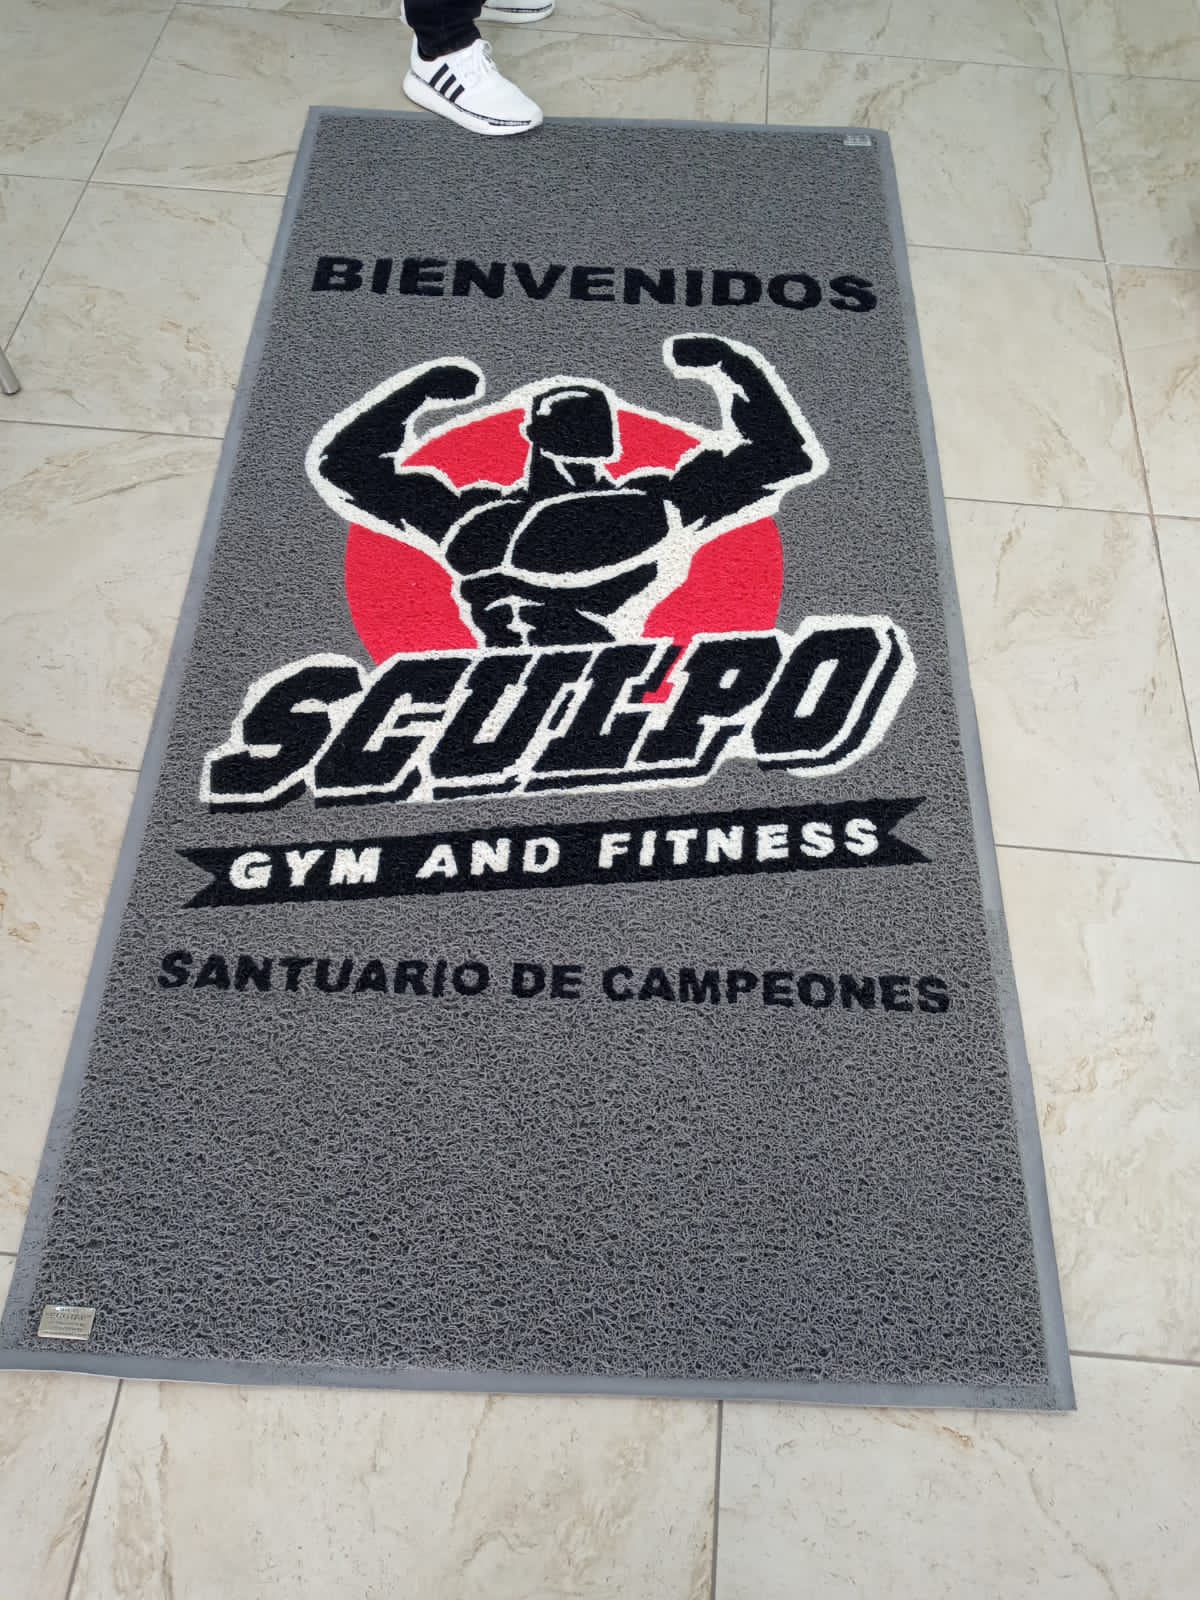 BIENVENIDOS
SCULPO
GYM AND FITNESS
SANTUARIO DE CAMPEONES